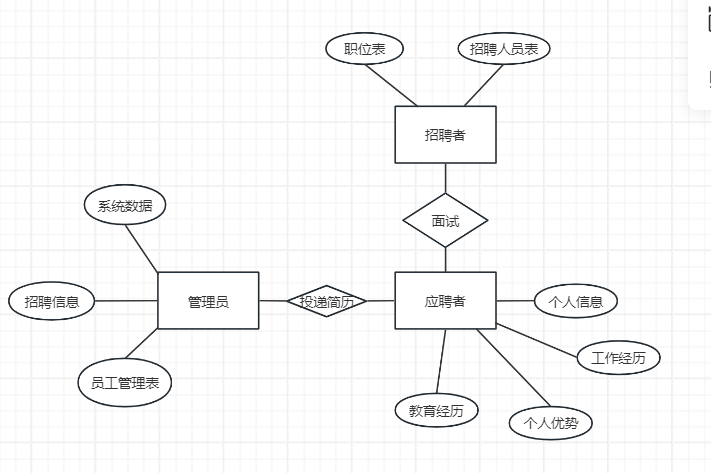 职位表
招聘人员表
招聘者
系统数据
面试
招聘信息
管理员
投递简历
应聘者
个人信息
工作经历
员工管理表
教育经历
个人优势